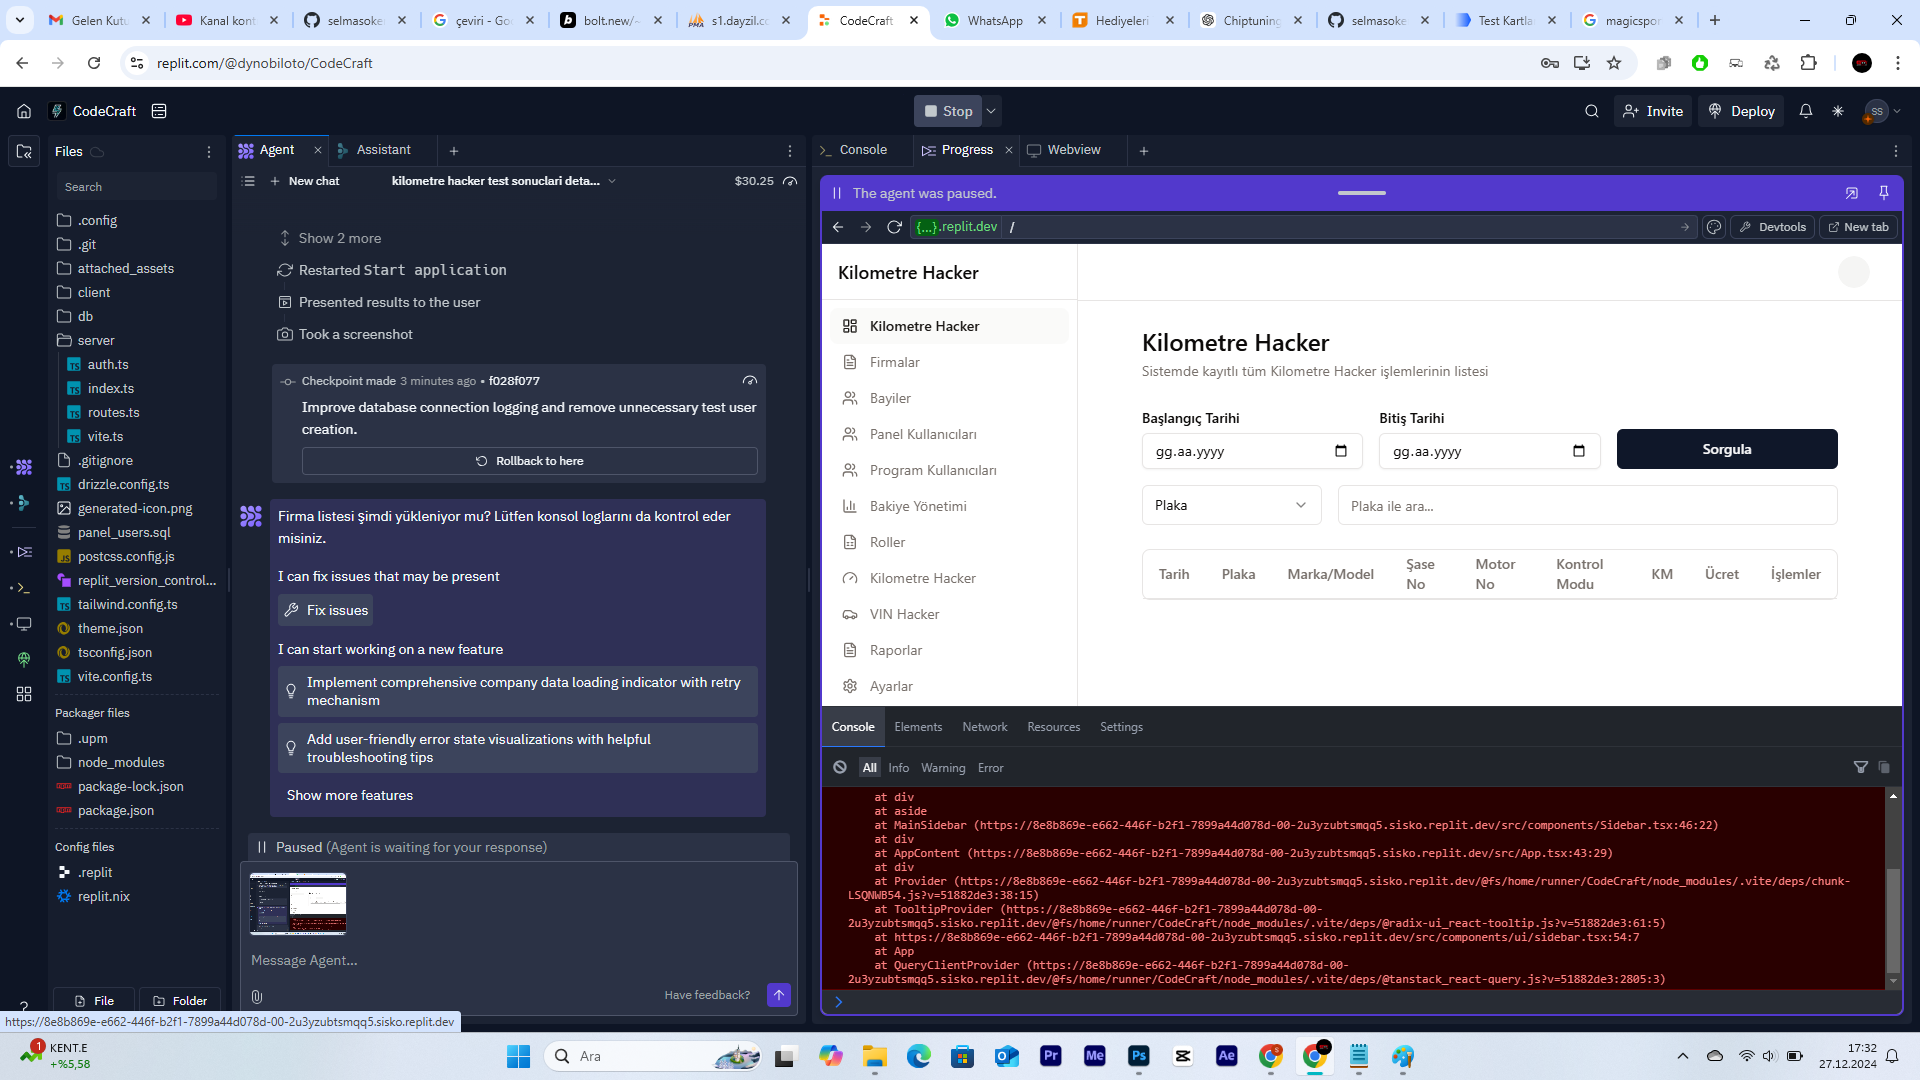 Gelen Kutu
Kanal kont
selmasoke
çeviri - Goo
bolt.new/~
s1.dayzil.co
CodeCraft
WhatsApp
Hediyeleri
Chiptuning
selmasoke
Test Kartla
magicspor
replit.com/@dynobiloto/CodeCraft
CodeCraft
Stop
Invite
Deploy
SS
Files
Search
.config
.git
attached_assets
client
db
server
auth.ts
index.ts
routes.ts
vite.ts
.gitignore
drizzle.config.ts
generated-icon.png
panel_users.sql
postcss.config.js
replit_version_control...
tailwind.config.ts
theme.json
tsconfig.json
vite.config.ts
Packager files
.upm
node_modules
package-lock.json
package.json
Config files
.replit
replit.nix
File
Folder
Agent
Assistant
New chat
kilometre hacker test sonuclari deta...
$30.25
Show 2 more
Restarted Start application
Presented results to the user
Took a screenshot
Checkpoint made 3 minutes ago • f028f077
Improve database connection logging and remove unnecessary test user
creation.
Rollback to here
Firma listesi şimdi yükleniyor mu? Lütfen konsol loglarını da kontrol eder
misiniz.
I can fix issues that may be present
Fix issues
I can start working on a new feature
Implement comprehensive company data loading indicator with retry
mechanism
Add user-friendly error state visualizations with helpful
troubleshooting tips
Show more features
Paused (Agent is waiting for your response)
Message Agent...
Have feedback?
Console
Progress
Webview
The agent was paused.
{...}.replit.dev /
Devtools
New tab
Kilometre Hacker
Kilometre Hacker
Firmalar
Bayiler
Panel Kullanıcıları
Program Kullanıcıları
Bakiye Yönetimi
Roller
Kilometre Hacker
VIN Hacker
Raporlar
Ayarlar
Kilometre Hacker
Sistemde kayıtlı tüm Kilometre Hacker işlemlerinin listesi
Başlangıç Tarihi
Bitiş Tarihi
gg.aa.yyyy
gg.aa.yyyy
Sorgula
Plaka
Plaka ile ara...
Tarih
Plaka
Marka/Model
Şase No
Motor No
Kontrol Modu
KM
Ücret
İşlemler
Console
Elements
Network
Resources
Settings
All
Info
Warning
Error
at div
at aside
at MainSidebar (https://8e8b869e-e662-446f-b2f1-7899a44d078d-00-2u3yzubtsmqq5.sisko.replit.dev/src/components/Sidebar.tsx:46:22)
at div
at AppContent (https://8e8b869e-e662-446f-b2f1-7899a44d078d-00-2u3yzubtsmqq5.sisko.replit.dev/src/App.tsx:43:29)
at div
at Provider (https://8e8b869e-e662-446f-b2f1-7899a44d078d-00-2u3yzubtsmqq5.sisko.replit.dev/@fs/home/runner/CodeCraft/node_modules/.vite/deps/chunk-
LSQNWB54.js?v=51882de3:38:15)
at TooltipProvider (https://8e8b869e-e662-446f-b2f1-7899a44d078d-00-
2u3yzubtsmqq5.sisko.replit.dev/@fs/home/runner/CodeCraft/node_modules/.vite/deps/@radix-ui_react-tooltip.js?v=51882de3:61:5)
at https://8e8b869e-e662-446f-b2f1-7899a44d078d-00-2u3yzubtsmqq5.sisko.replit.dev/src/components/ui/sidebar.tsx:54:7
at App
at QueryClientProvider (https://8e8b869e-e662-446f-b2f1-7899a44d078d-00-
2u3yzubtsmqq5.sisko.replit.dev/@fs/home/runner/CodeCraft/node_modules/.vite/deps/@tanstack_react-query.js?v=51882de3:2805:3)
https://8e8b869e-e662-446f-b2f1-7899a44d078d-00-2u3yzubtsmqq5.sisko.replit.dev
1
KENT.E
+%5,58
Ara
Pr
Me
Ps
Ae
17:32
27.12.2024